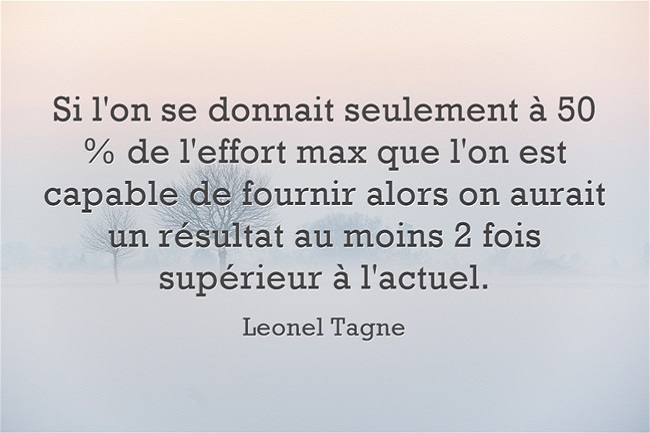 Si l'on se donnait seulement à 50
% de l'effort max que l'on est
capable de fournir alors on aurait
un résultat au moins 2 fois
supérieur à l'actuel.
Leonel Tagne